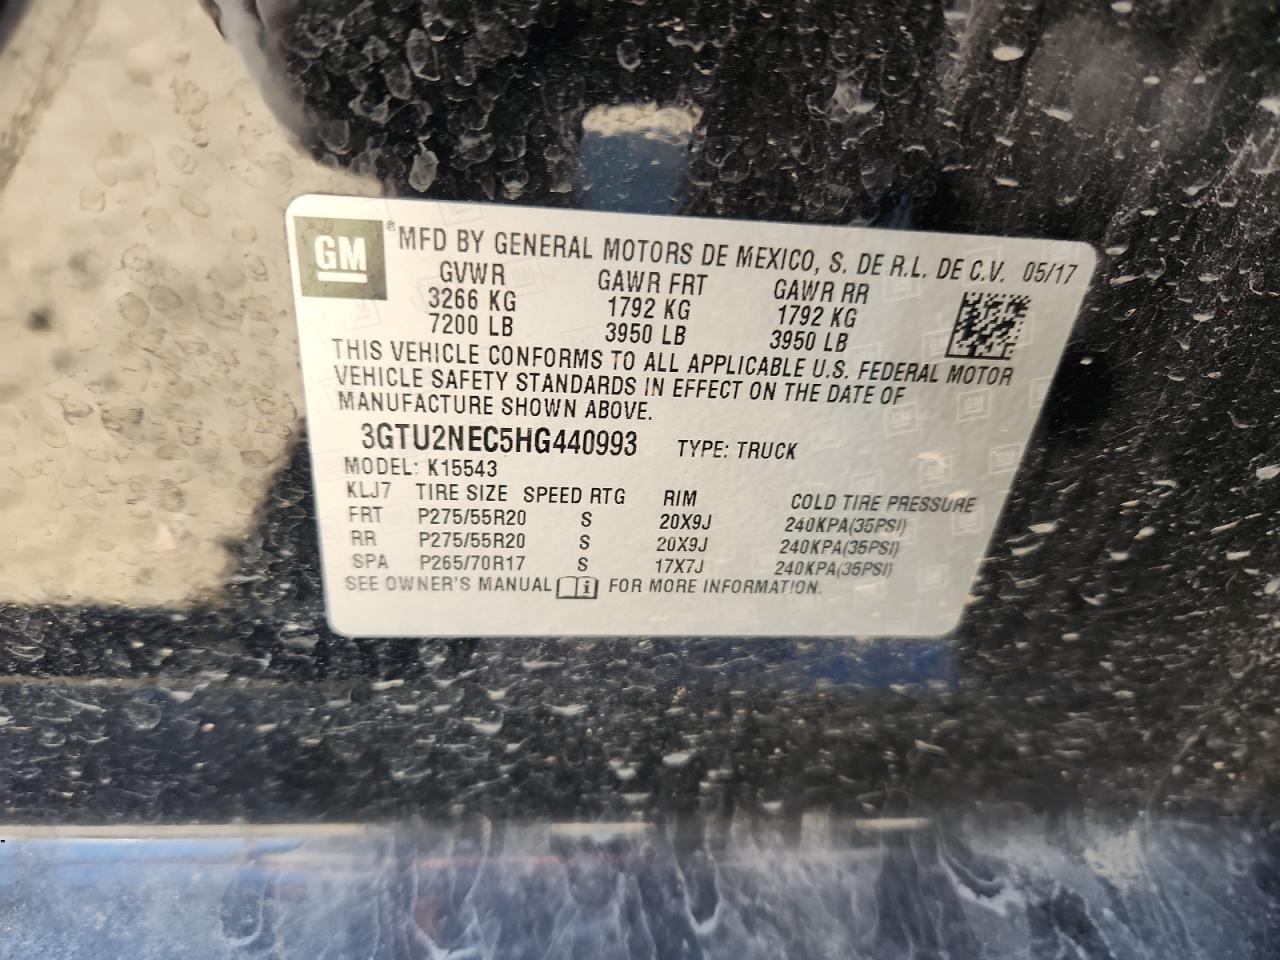 GM ® MFD BY GENERAL MOTORS DE MEXICO, S. DE R.L. DE C.V. 05/17
GVWR GAWR FRT GAWR RR
3266 KG 1792 KG 1792 KG
7200 LB 3950 LB 3950 LB
THIS VEHICLE CONFORMS TO ALL APPLICABLE U.S. FEDERAL MOTOR
VEHICLE SAFETY STANDARDS IN EFFECT ON THE DATE OF
MANUFACTURE SHOWN ABOVE.
3GTU2NEC5HG440993 TYPE: TRUCK
MODEL: K15543
KLJ7 TIRE SIZE SPEED RTG RIM COLD TIRE PRESSURE
FRT P275/55R20 S 20X9J 240KPA(35PSI)
RR P275/55R20 S 20X9J 240KPA(35PSI)
SPA P265/70R17 S 17X7J 240KPA(35PSI)
SEE OWNER'S MANUAL i FOR MORE INFORMATION.